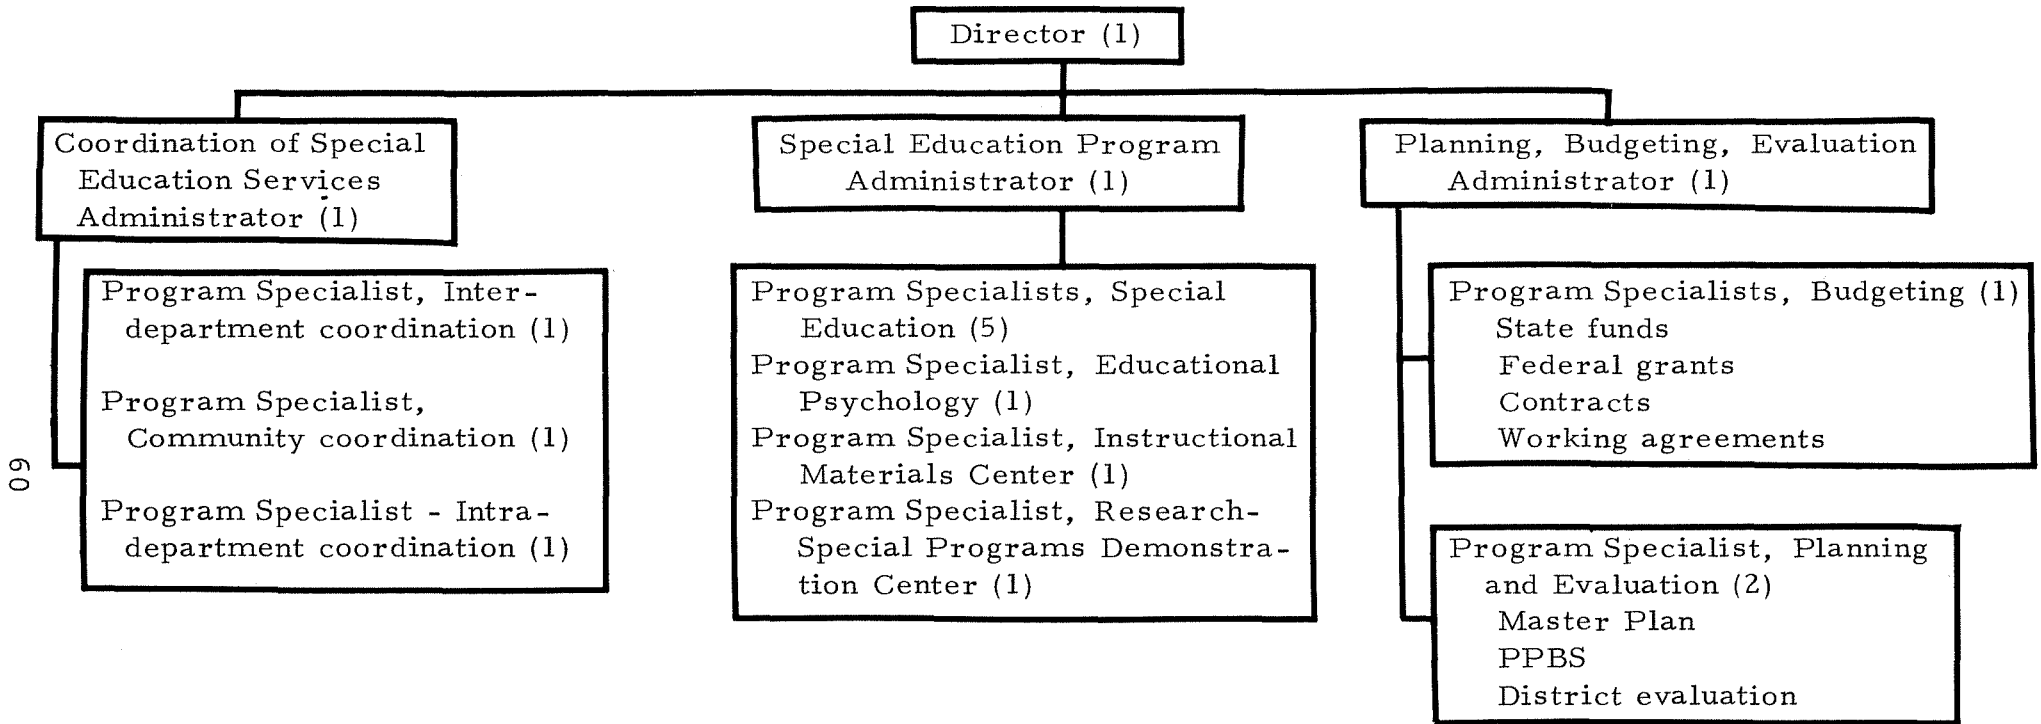 Director (1)
Coordination of Special
Education Services
Administrator (1)
Special Education Program
Administrator (1)
Planning, Budgeting, Evaluation
Administrator (1)
Program Specialist, Inter-
department coordination (1)
Program Specialist,
Community coordination (1)
Program Specialist - Intra-
department coordination (1)
Program Specialists, Special
Education (5)
Program Specialist, Educational
Psychology (1)
Program Specialist, Instructional
Materials Center (1)
Program Specialist, Research-
Special Programs Demonstra-
tion Center (1)
Program Specialists, Budgeting (1)
State funds
Federal grants
Contracts
Working agreements
Program Specialist, Planning
and Evaluation (2)
Master Plan
PPBS
District evaluation
60